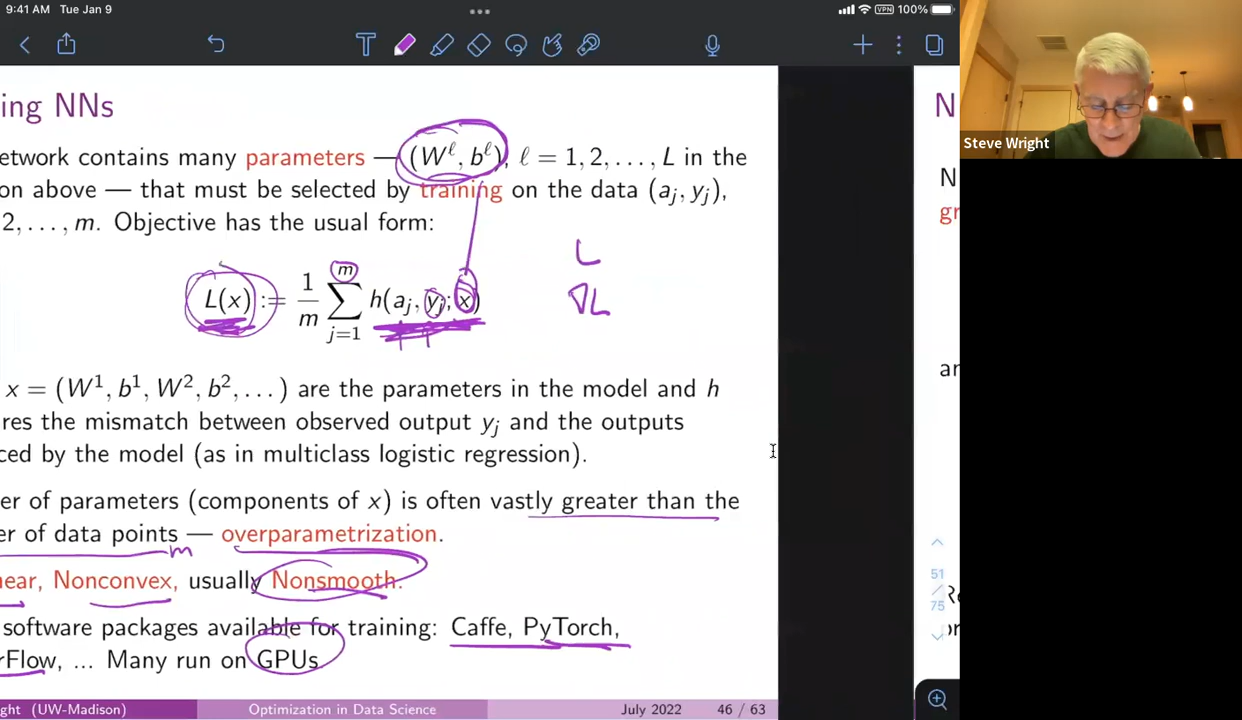 9:41 AM Tue Jan 9
VPN 100%
Steve Wright
ing NNs
etwork contains many parameters — (W^ℓ, b^ℓ), ℓ = 1, 2, . . . , L in the
on above — that must be selected by training on the data (a_j, y_j),
2, . . . , m. Objective has the usual form:
L(x) := 1/m ∑_{j=1}^{m} h(a_j, y_j; x)
L
∇L
x = (W^1, b^1, W^2, b^2, . . . ) are the parameters in the model and h
res the mismatch between observed output y_j and the outputs
ced by the model (as in multiclass logistic regression).
er of parameters (components of x) is often vastly greater than the
er of data points — overparametrization.
m
near, Nonconvex, usually Nonsmooth.
software packages available for training: Caffe, PyTorch,
rFlow, ... Many run on GPUs
ght (UW-Madison) Optimization in Data Science July 2022 46 / 63
N
N
gr
an
51
/
75